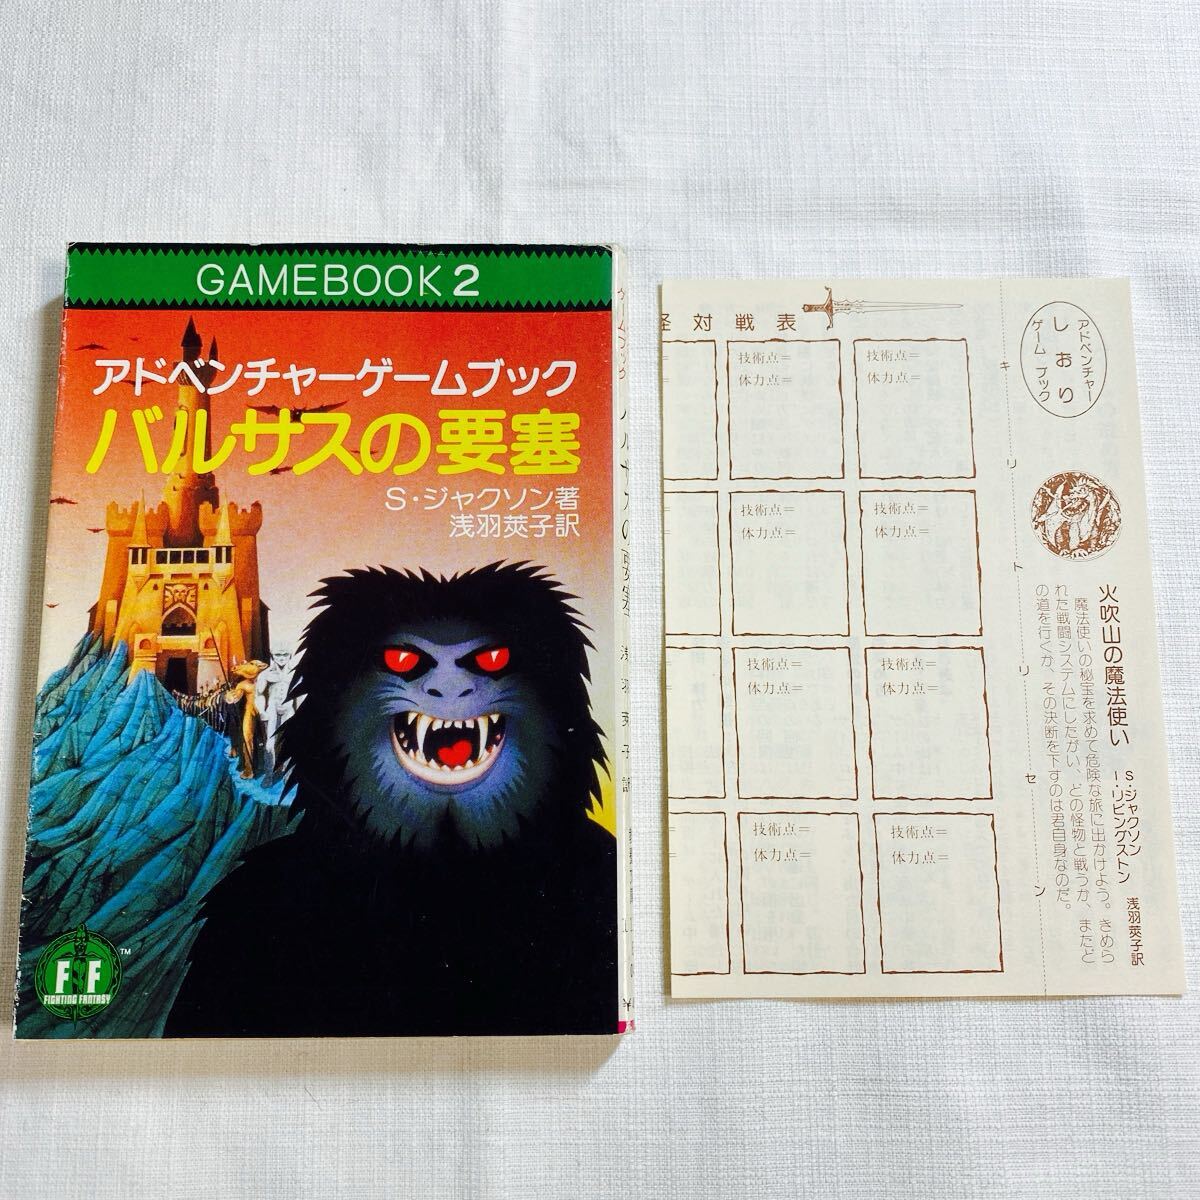 GAMEBOOK 2
アドベンチャーゲームブック
バルサスの要塞
S・ジャクソン著
浅羽莢子訳
FF
TM
FIGHTING FANTASY
対戦表
技術点=
体力点=
技術点=
体力点=
技術点=
体力点=
技術点=
体力点=
技術点=
体力点=
技術点=
体力点=
技術点=
体力点=
技術点=
体力点=
キリトリセン
アドベンチャー
ゲームブック
しおり
火吹山の魔法使い
S・ジャクソン
I・リビングストン
浅羽莢子訳
魔法使いの秘宝を求めて危険な旅に出かけよう。きめら
れた戦闘システムにしたがい、どの怪物と戦うか、またど
の道を行くか、その決断を下すのは君自身なのだ。